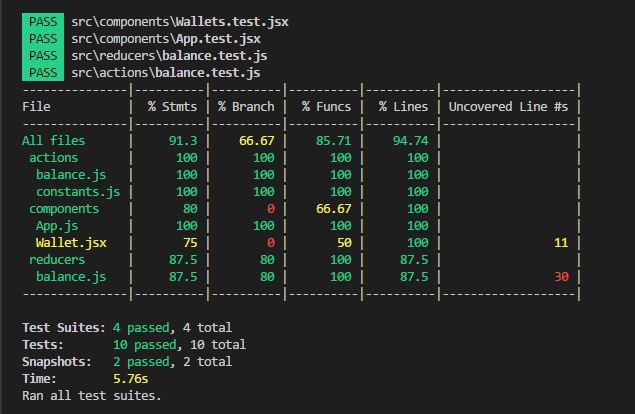 PASS src\components\Wallets.test.jsx
PASS src\components\App.test.jsx
PASS src\reducers\balance.test.js
PASS src\actions\balance.test.js
---------------|----------|----------|----------|----------|-------------------|
File           |  % Stmts | % Branch |  % Funcs |  % Lines | Uncovered Line #s |
---------------|----------|----------|----------|----------|-------------------|
All files      |     91.3 |    66.67 |    85.71 |    94.74 |                   |
 actions       |      100 |      100 |      100 |      100 |                   |
  balance.js   |      100 |      100 |      100 |      100 |                   |
  constants.js |      100 |      100 |      100 |      100 |                   |
 components    |       80 |        0 |    66.67 |      100 |                   |
  App.js       |      100 |      100 |      100 |      100 |                   |
  Wallet.jsx   |       75 |        0 |       50 |      100 |                11 |
 reducers      |     87.5 |       80 |      100 |     87.5 |                   |
  balance.js   |     87.5 |       80 |      100 |     87.5 |                30 |
---------------|----------|----------|----------|----------|-------------------|
Test Suites: 4 passed, 4 total
Tests:       10 passed, 10 total
Snapshots:   2 passed, 2 total
Time:        5.76s
Ran all test suites.